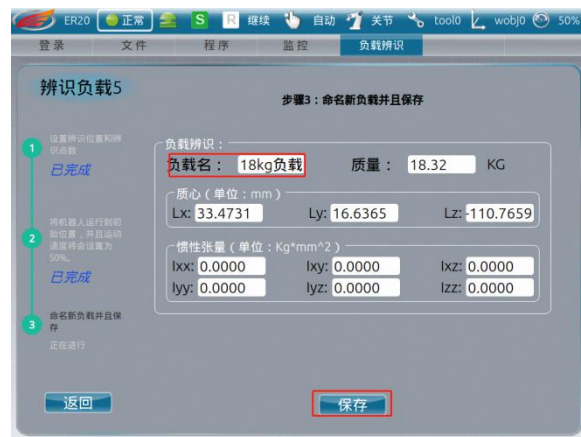 ER20 正常 S R 继续 自动 关节 tool0 wobj0 50%
登录 文件 程序 监控 负载辨识
辨识负载5
步骤3：命名新负载并且保存
1 设置辨识位置和辨
识点数
已完成
2 将机器人运行到初
始位置，并且运动
速度将会设置为
50%。
已完成
3 命名新负载并且保
存
正在进行
负载辨识：
负载名： 18kg负载 质量： 18.32 KG
质心（单位：mm）
Lx: 33.4731 Ly: 16.6365 Lz: -110.7659
惯性张量（单位：Kg*mm^2）
Ixx: 0.0000 Ixy: 0.0000 Ixz: 0.0000
Iyy: 0.0000 Iyz: 0.0000 Izz: 0.0000
返回 保存